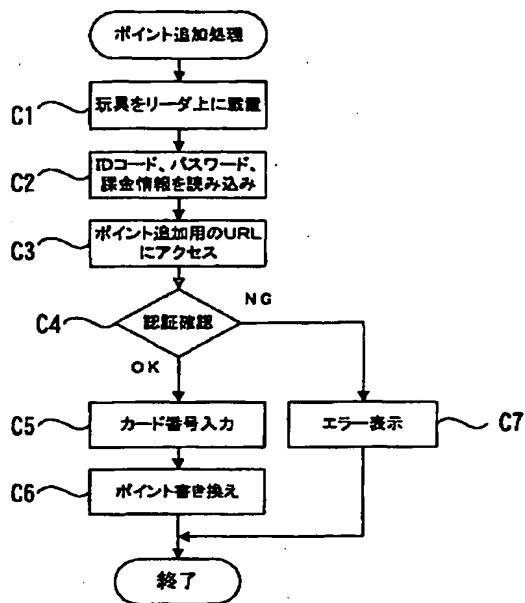 ポイント追加処理
C1
玩具をリーダ上に載置
C2
IDコード、パスワード、
課金情報を読み込み
C3
ポイント追加用のURL
にアクセス
C4
認証確認
NG
OK
C5
カード番号入力
エラー表示
C7
C6
ポイント書き換え
終了